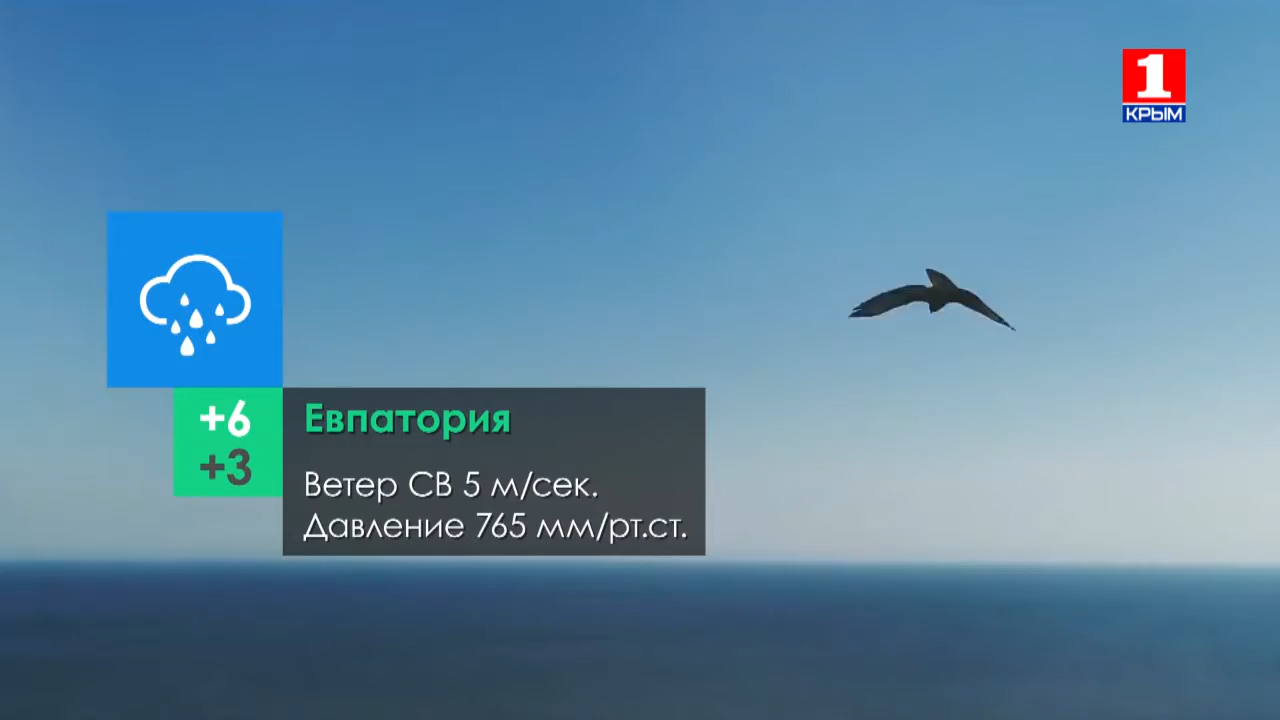 1
КРЫМ
+6
+3
Евпатория
Ветер СВ 5 м/сек.
Давление 765 мм/рт.ст.